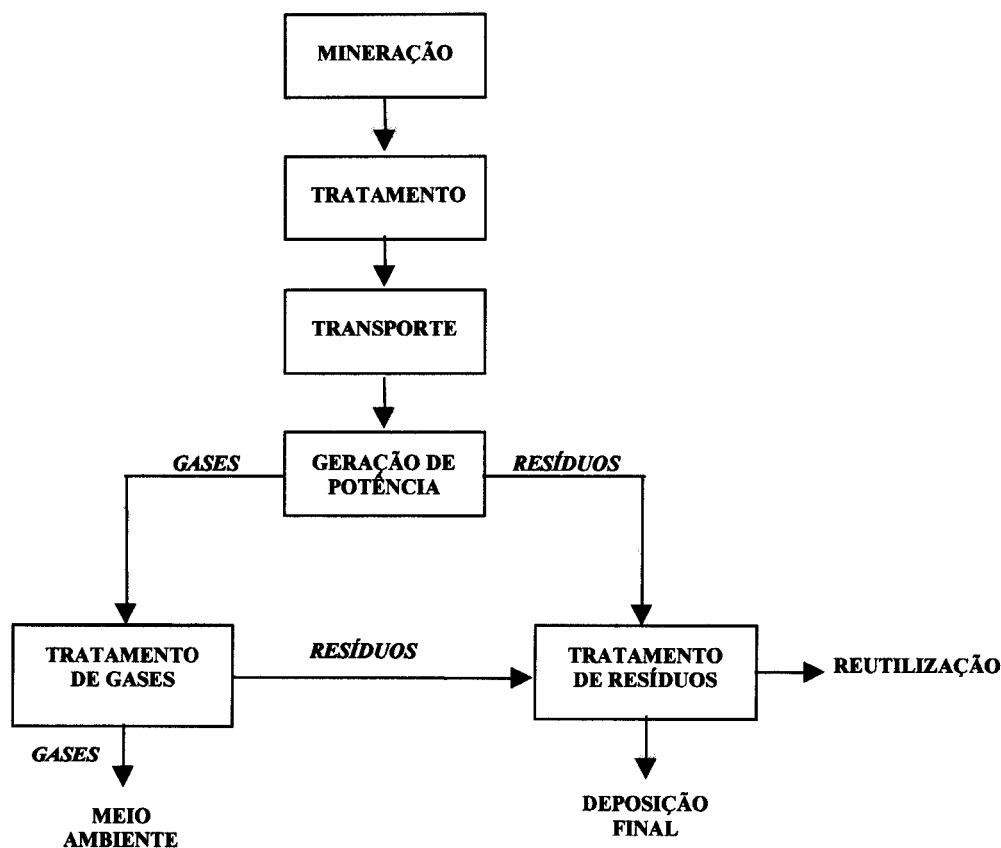 MINERAÇÃO
TRATAMENTO
TRANSPORTE
GERAÇÃO DE
POTÊNCIA
GASES
RESÍDUOS
TRATAMENTO
DE GASES
RESÍDUOS
TRATAMENTO
DE RESÍDUOS
REUTILIZAÇÃO
GASES
MEIO
AMBIENTE
DEPOSIÇÃO
FINAL